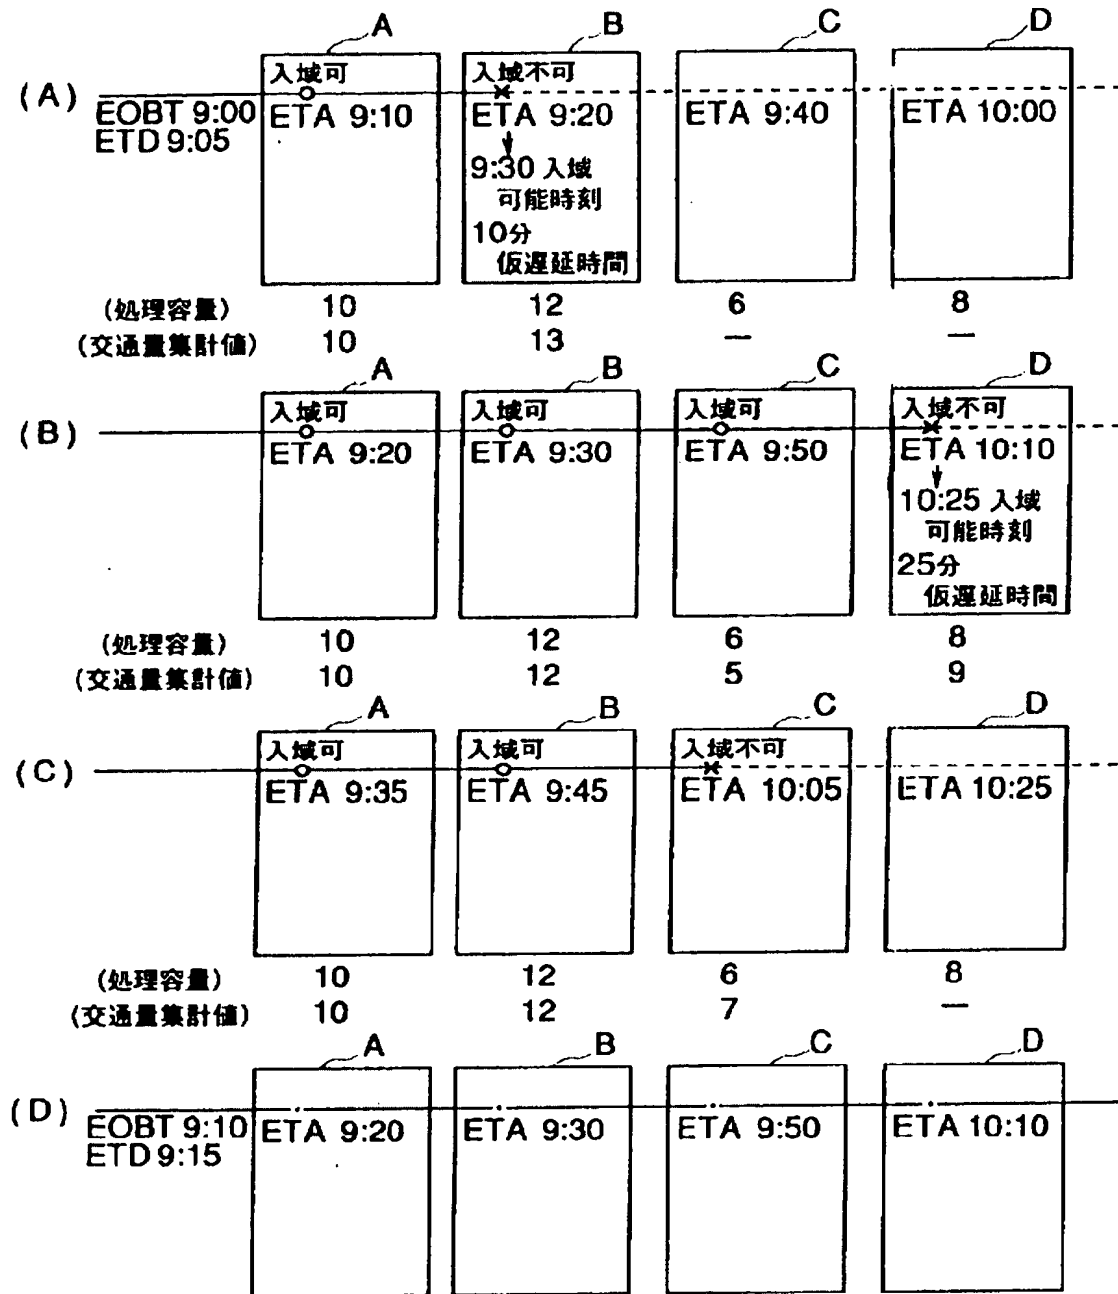 A B C D
(A)
入域可 入域不可
EOBT 9:00 ETA 9:10 ETA 9:20 ETA 9:40 ETA 10:00
ETD 9:05
9:30 入域
可能時刻
10分
仮遅延時間
(処理容量) 10 12 6 8
(交通量集計値) 10 13 — —
A B C D
(B)
入域可 入域可 入域可 入域不可
ETA 9:20 ETA 9:30 ETA 9:50 ETA 10:10
10:25 入域
可能時刻
25分
仮遅延時間
(処理容量) 10 12 6 8
(交通量集計値) 10 12 5 9
A B C D
(C)
入域可 入域可 入域不可
ETA 9:35 ETA 9:45 ETA 10:05 ETA 10:25
(処理容量) 10 12 6 8
(交通量集計値) 10 12 7 —
A B C D
(D)
EOBT 9:10 ETA 9:20 ETA 9:30 ETA 9:50 ETA 10:10
ETD 9:15